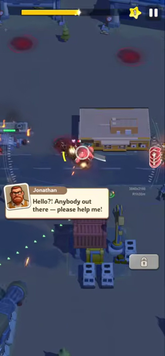 Jonathan
Hello?! Anybody out
there — please help me!